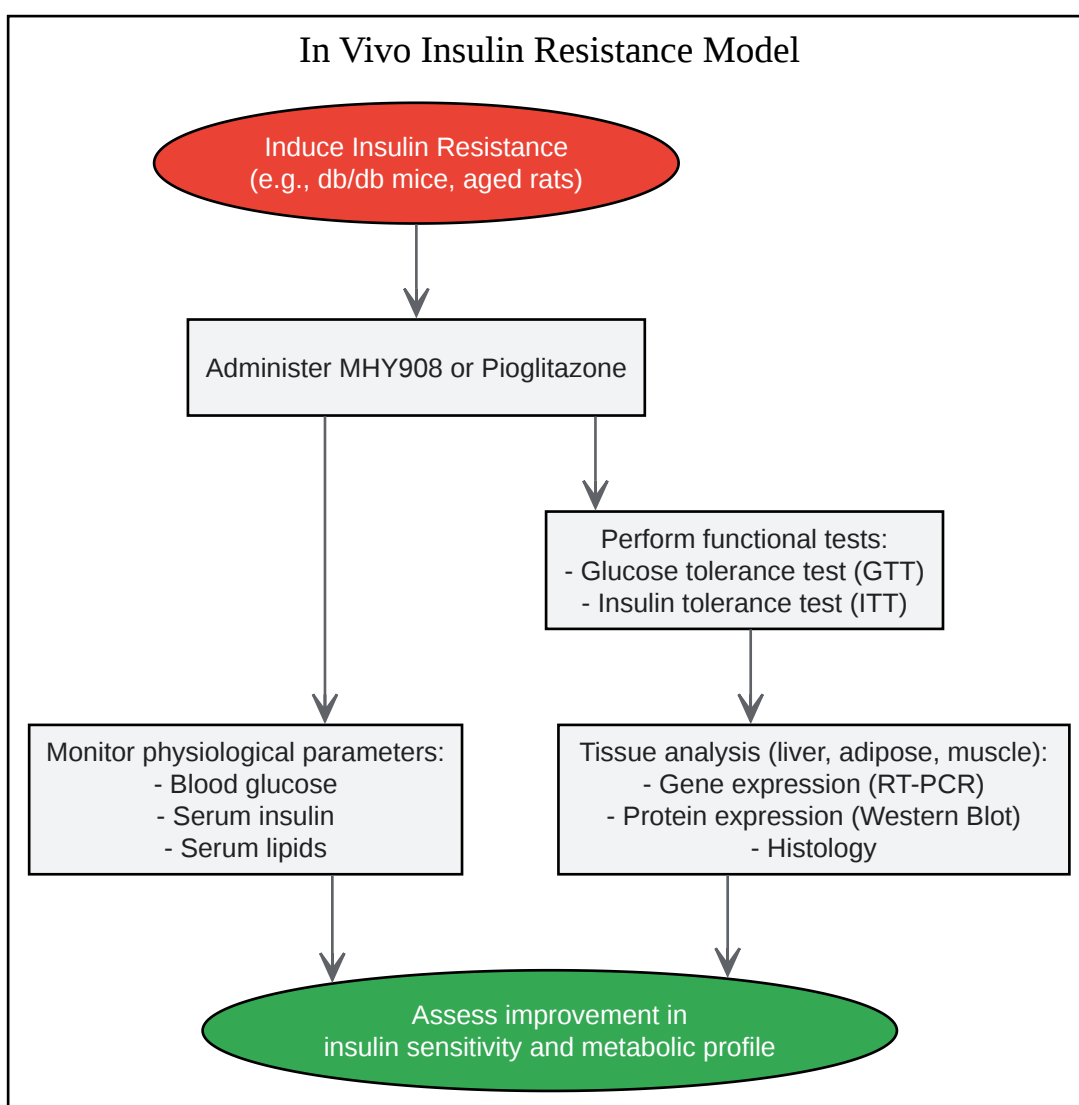 In Vivo Insulin Resistance Model
Induce Insulin Resistance
(e.g., db/db mice, aged rats)
Administer MHY908 or Pioglitazone
Perform functional tests:
- Glucose tolerance test (GTT)
- Insulin tolerance test (ITT)
Monitor physiological parameters:
- Blood glucose
- Serum insulin
- Serum lipids
Tissue analysis (liver, adipose, muscle):
- Gene expression (RT-PCR)
- Protein expression (Western Blot)
- Histology
Assess improvement in
insulin sensitivity and metabolic profile